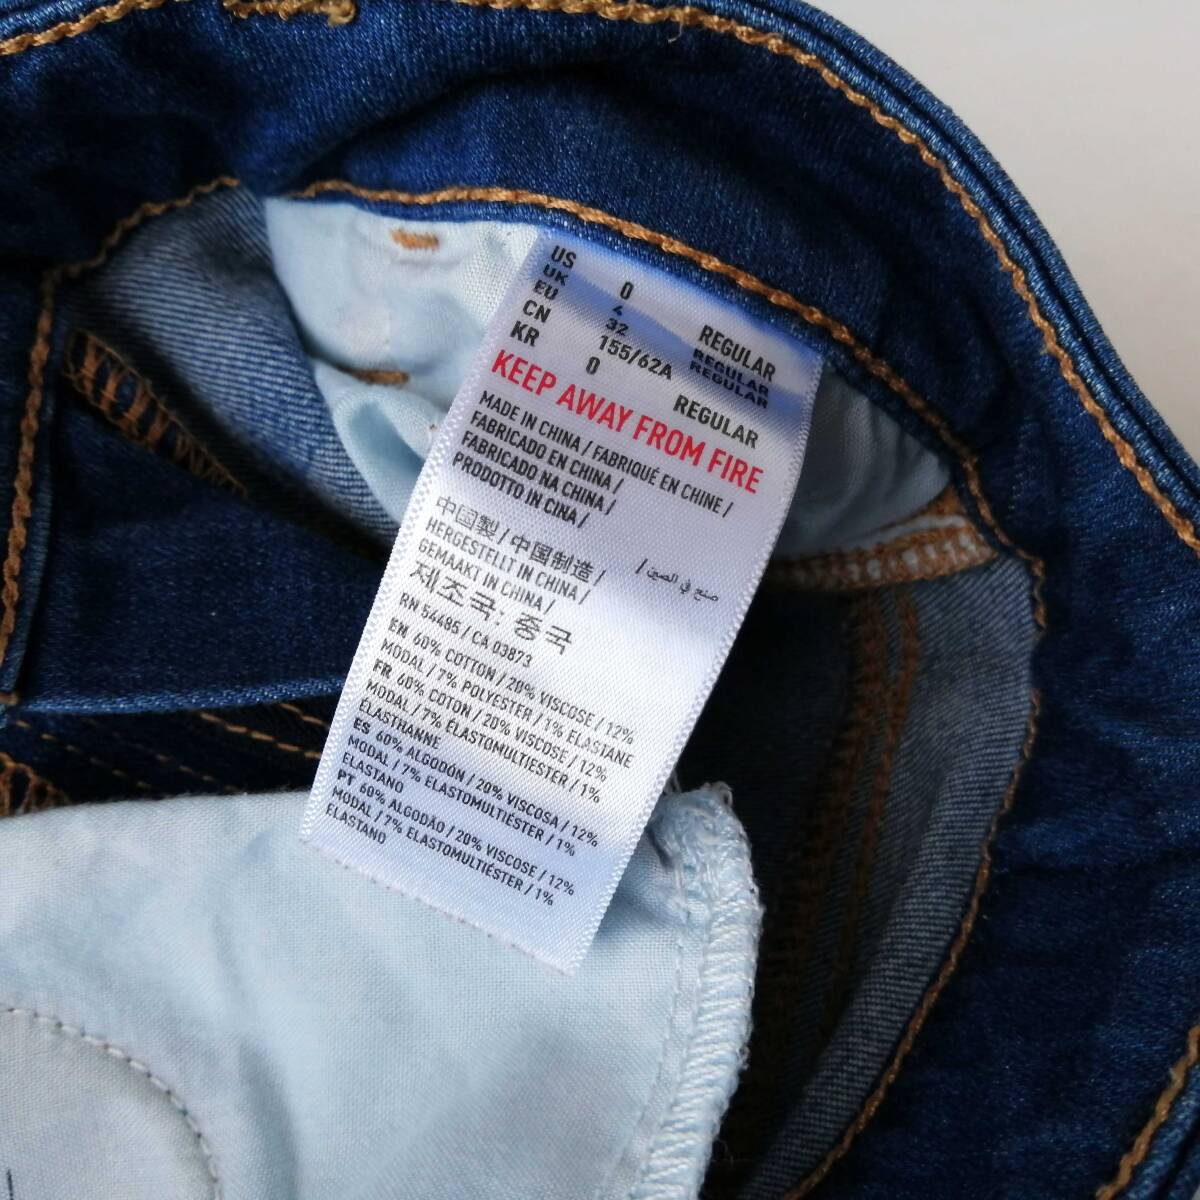 US 0 REGULAR
UK 4 REGULAR
EU 32 REGULAR
CN 155/62A
KR 0 REGULAR
KEEP AWAY FROM FIRE
MADE IN CHINA / FABRIQUÉ EN CHINE /
FABRICADO EN CHINA /
FABRICADO NA CHINA /
PRODOTTO IN CINA /
中国製 / 中国制造 / صنع في الصين /
HERGESTELLT IN CHINA /
GEMAAKT IN CHINA /
제조국: 중국
RN 54485 / CA 03873
EN 60% COTTON / 20% VISCOSE / 12%
MODAL / 7% POLYESTER / 1% ELASTANE
FR 60% COTON / 20% VISCOSE / 12%
MODAL / 7% ELASTOMULTIESTER / 1%
ELASTHANNE
ES 60% ALGODÓN / 20% VISCOSA / 12%
MODAL / 7% ELASTOMULTIÉSTER / 1%
ELASTANO
PT 60% ALGODÃO / 20% VISCOSE / 12%
MODAL / 7% ELASTOMULTIÉSTER / 1%
ELASTANO